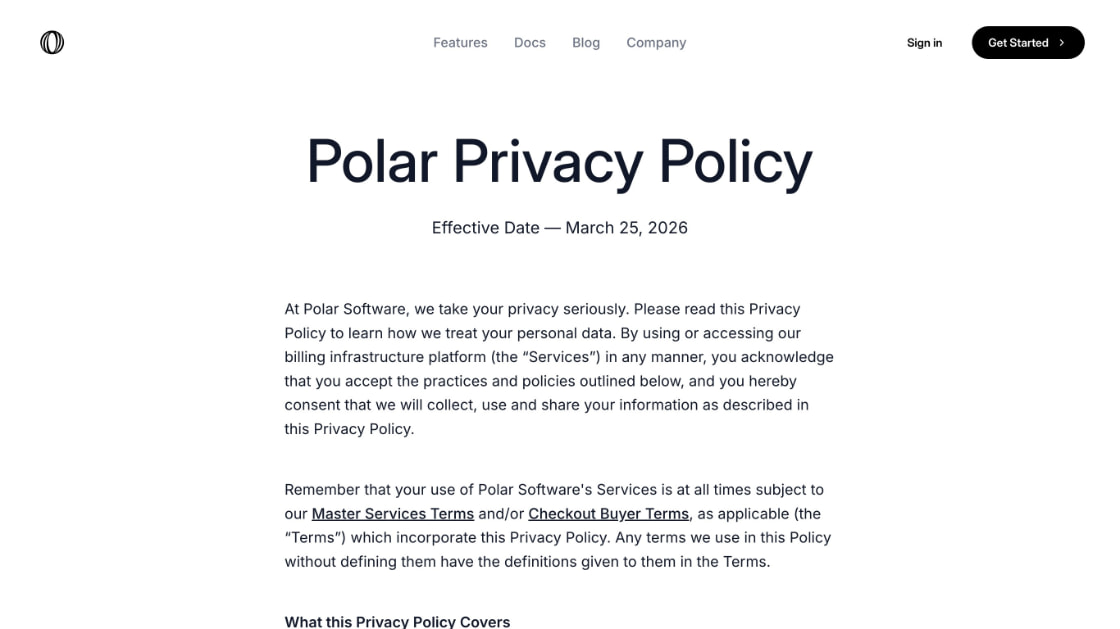 Features Docs Blog Company Sign in Get Started
Polar Privacy Policy
Effective Date — March 25, 2026
At Polar Software, we take your privacy seriously. Please read this Privacy
Policy to learn how we treat your personal data. By using or accessing our
billing infrastructure platform (the “Services”) in any manner, you acknowledge
that you accept the practices and policies outlined below, and you hereby
consent that we will collect, use and share your information as described in
this Privacy Policy.
Remember that your use of Polar Software's Services is at all times subject to
our Master Services Terms and/or Checkout Buyer Terms, as applicable (the
“Terms”) which incorporate this Privacy Policy. Any terms we use in this Policy
without defining them have the definitions given to them in the Terms.
What this Privacy Policy Covers